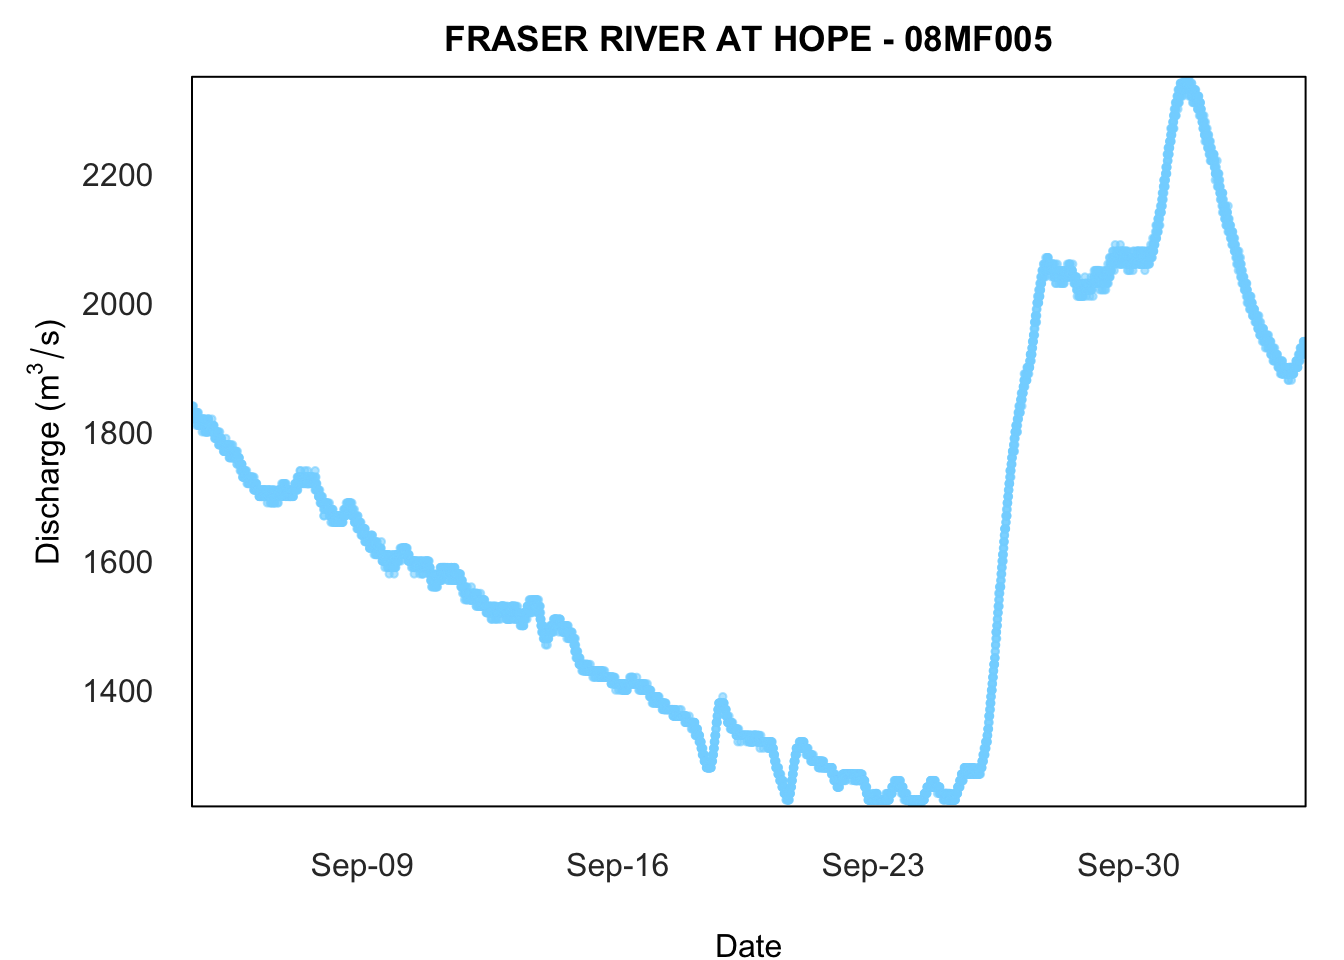 FRASER RIVER AT HOPE - 08MF005
2200
2000
1800
1600
1400
Discharge (m³/s)
Sep-09 Sep-16 Sep-23 Sep-30
Date